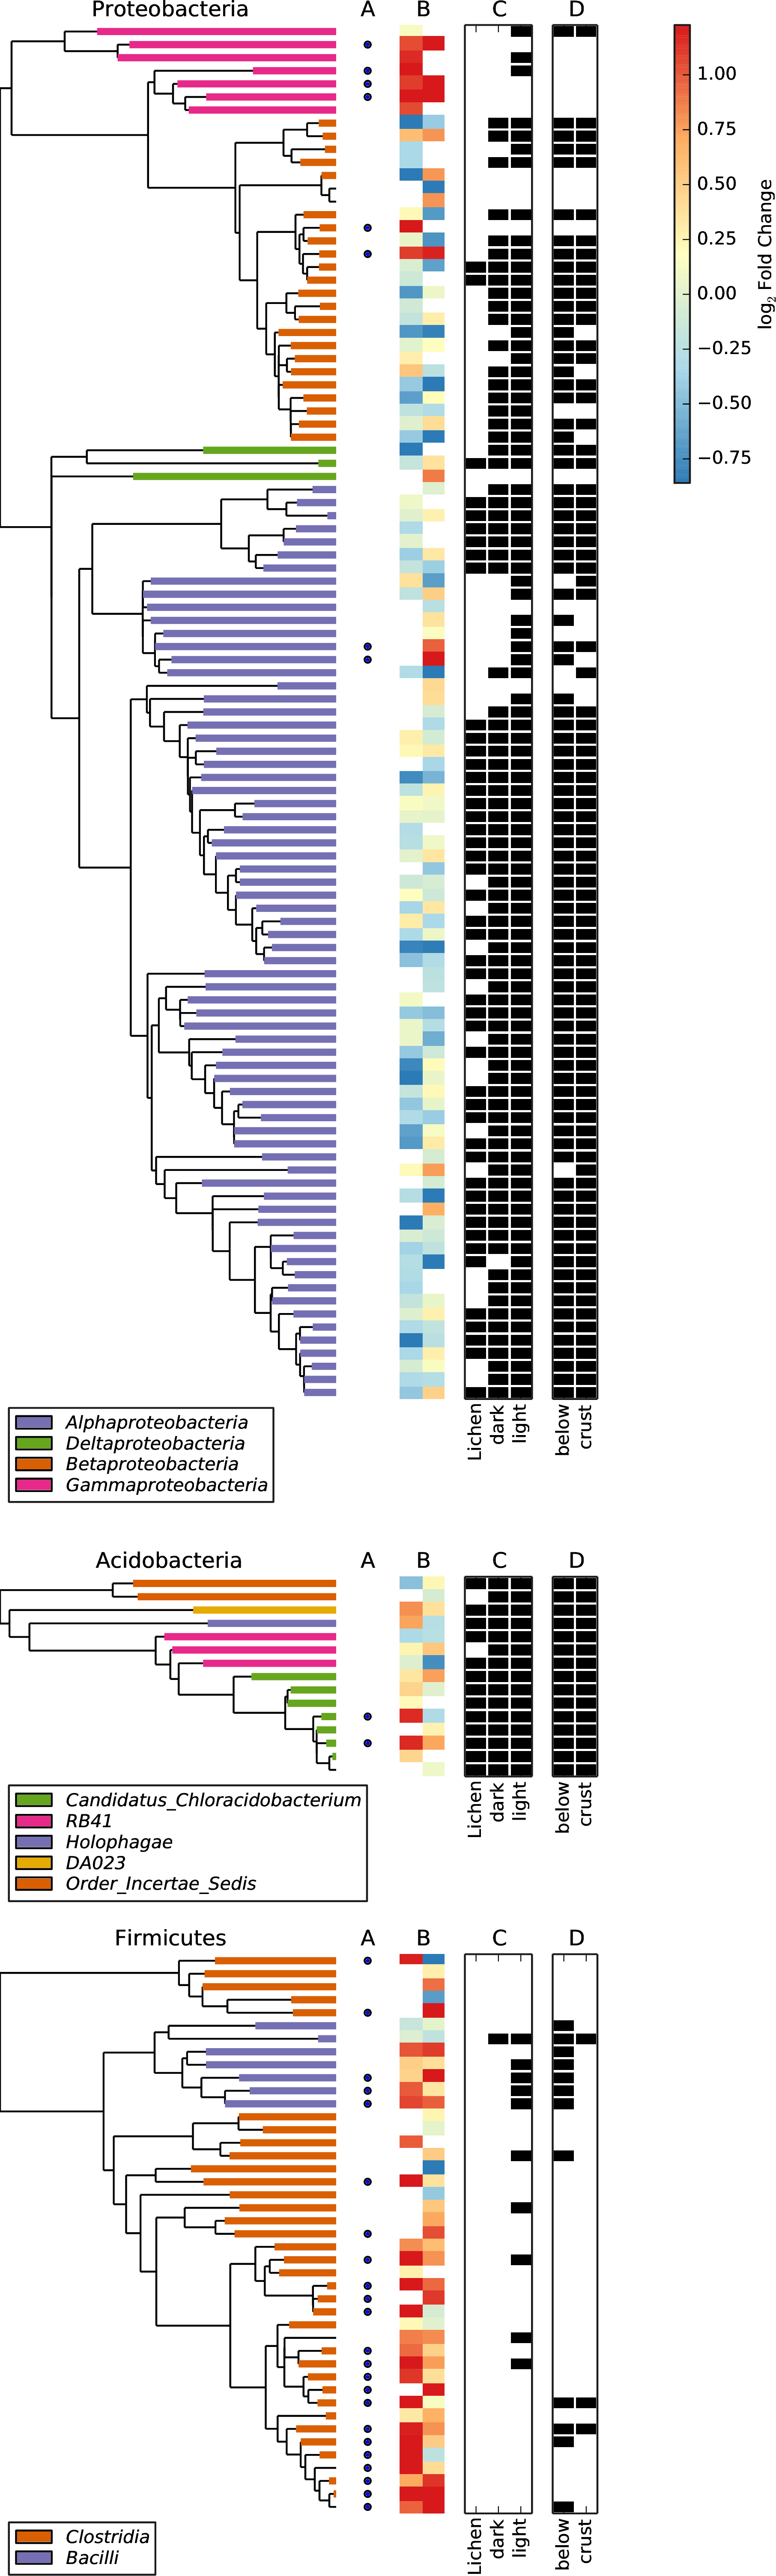 Proteobacteria A B C D
1.00
0.75
0.50
0.25
0.00
−0.25
−0.50
−0.75
log2 Fold Change
Lichen
dark
light
below
crust
Alphaproteobacteria
Deltaproteobacteria
Betaproteobacteria
Gammaproteobacteria
Acidobacteria A B C D
Lichen
dark
light
below
crust
Candidatus_Chloracidobacterium
RB41
Holophagae
DA023
Order_Incertae_Sedis
Firmicutes A B C D
Lichen
dark
light
below
crust
Clostridia
Bacilli